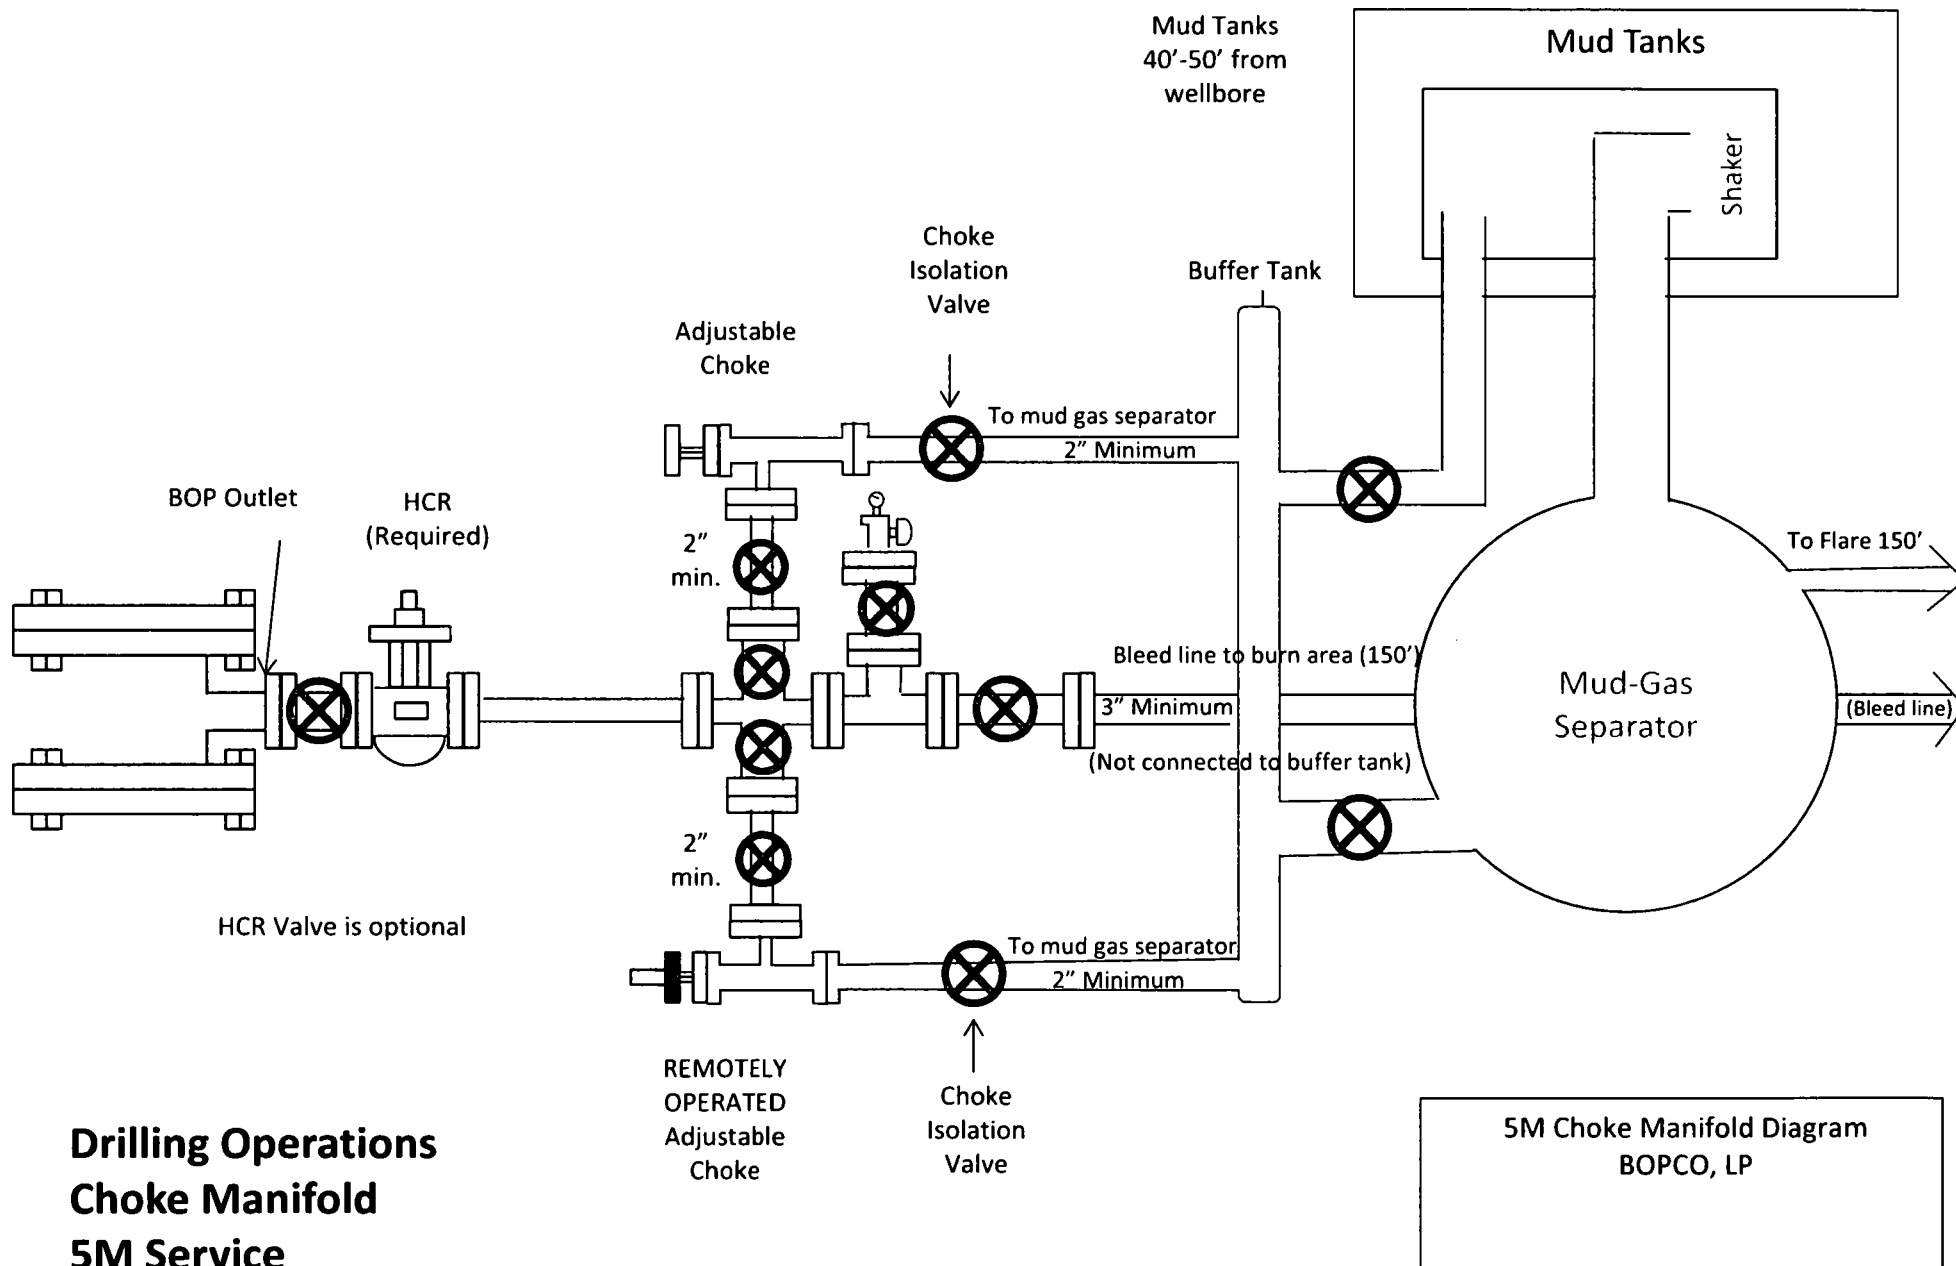 Mud Tanks
40'-50' from
wellbore
Mud Tanks
Shaker
Choke
Isolation
Valve
Buffer Tank
Adjustable
Choke
To mud gas separator
2" Minimum
BOP Outlet
HCR
(Required)
2"
min.
To Flare 150'
Bleed line to burn area (150')
3" Minimum
(Not connected to buffer tank)
Mud-Gas
Separator
(Bleed line)
2"
min.
HCR Valve is optional
To mud gas separator
2" Minimum
REMOTELY
OPERATED
Adjustable
Choke
Choke
Isolation
Valve
Drilling Operations
Choke Manifold
5M Service
5M Choke Manifold Diagram
BOPCO, LP